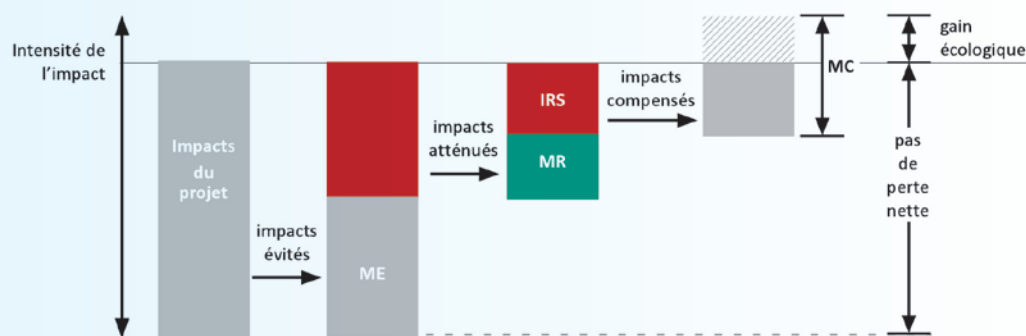 Intensité de
l'impact
Impacts
du
projet
impacts
évités
ME
impacts
atténués
IRS
MR
impacts
compensés
MC
gain
écologique
pas
de
perte
nette